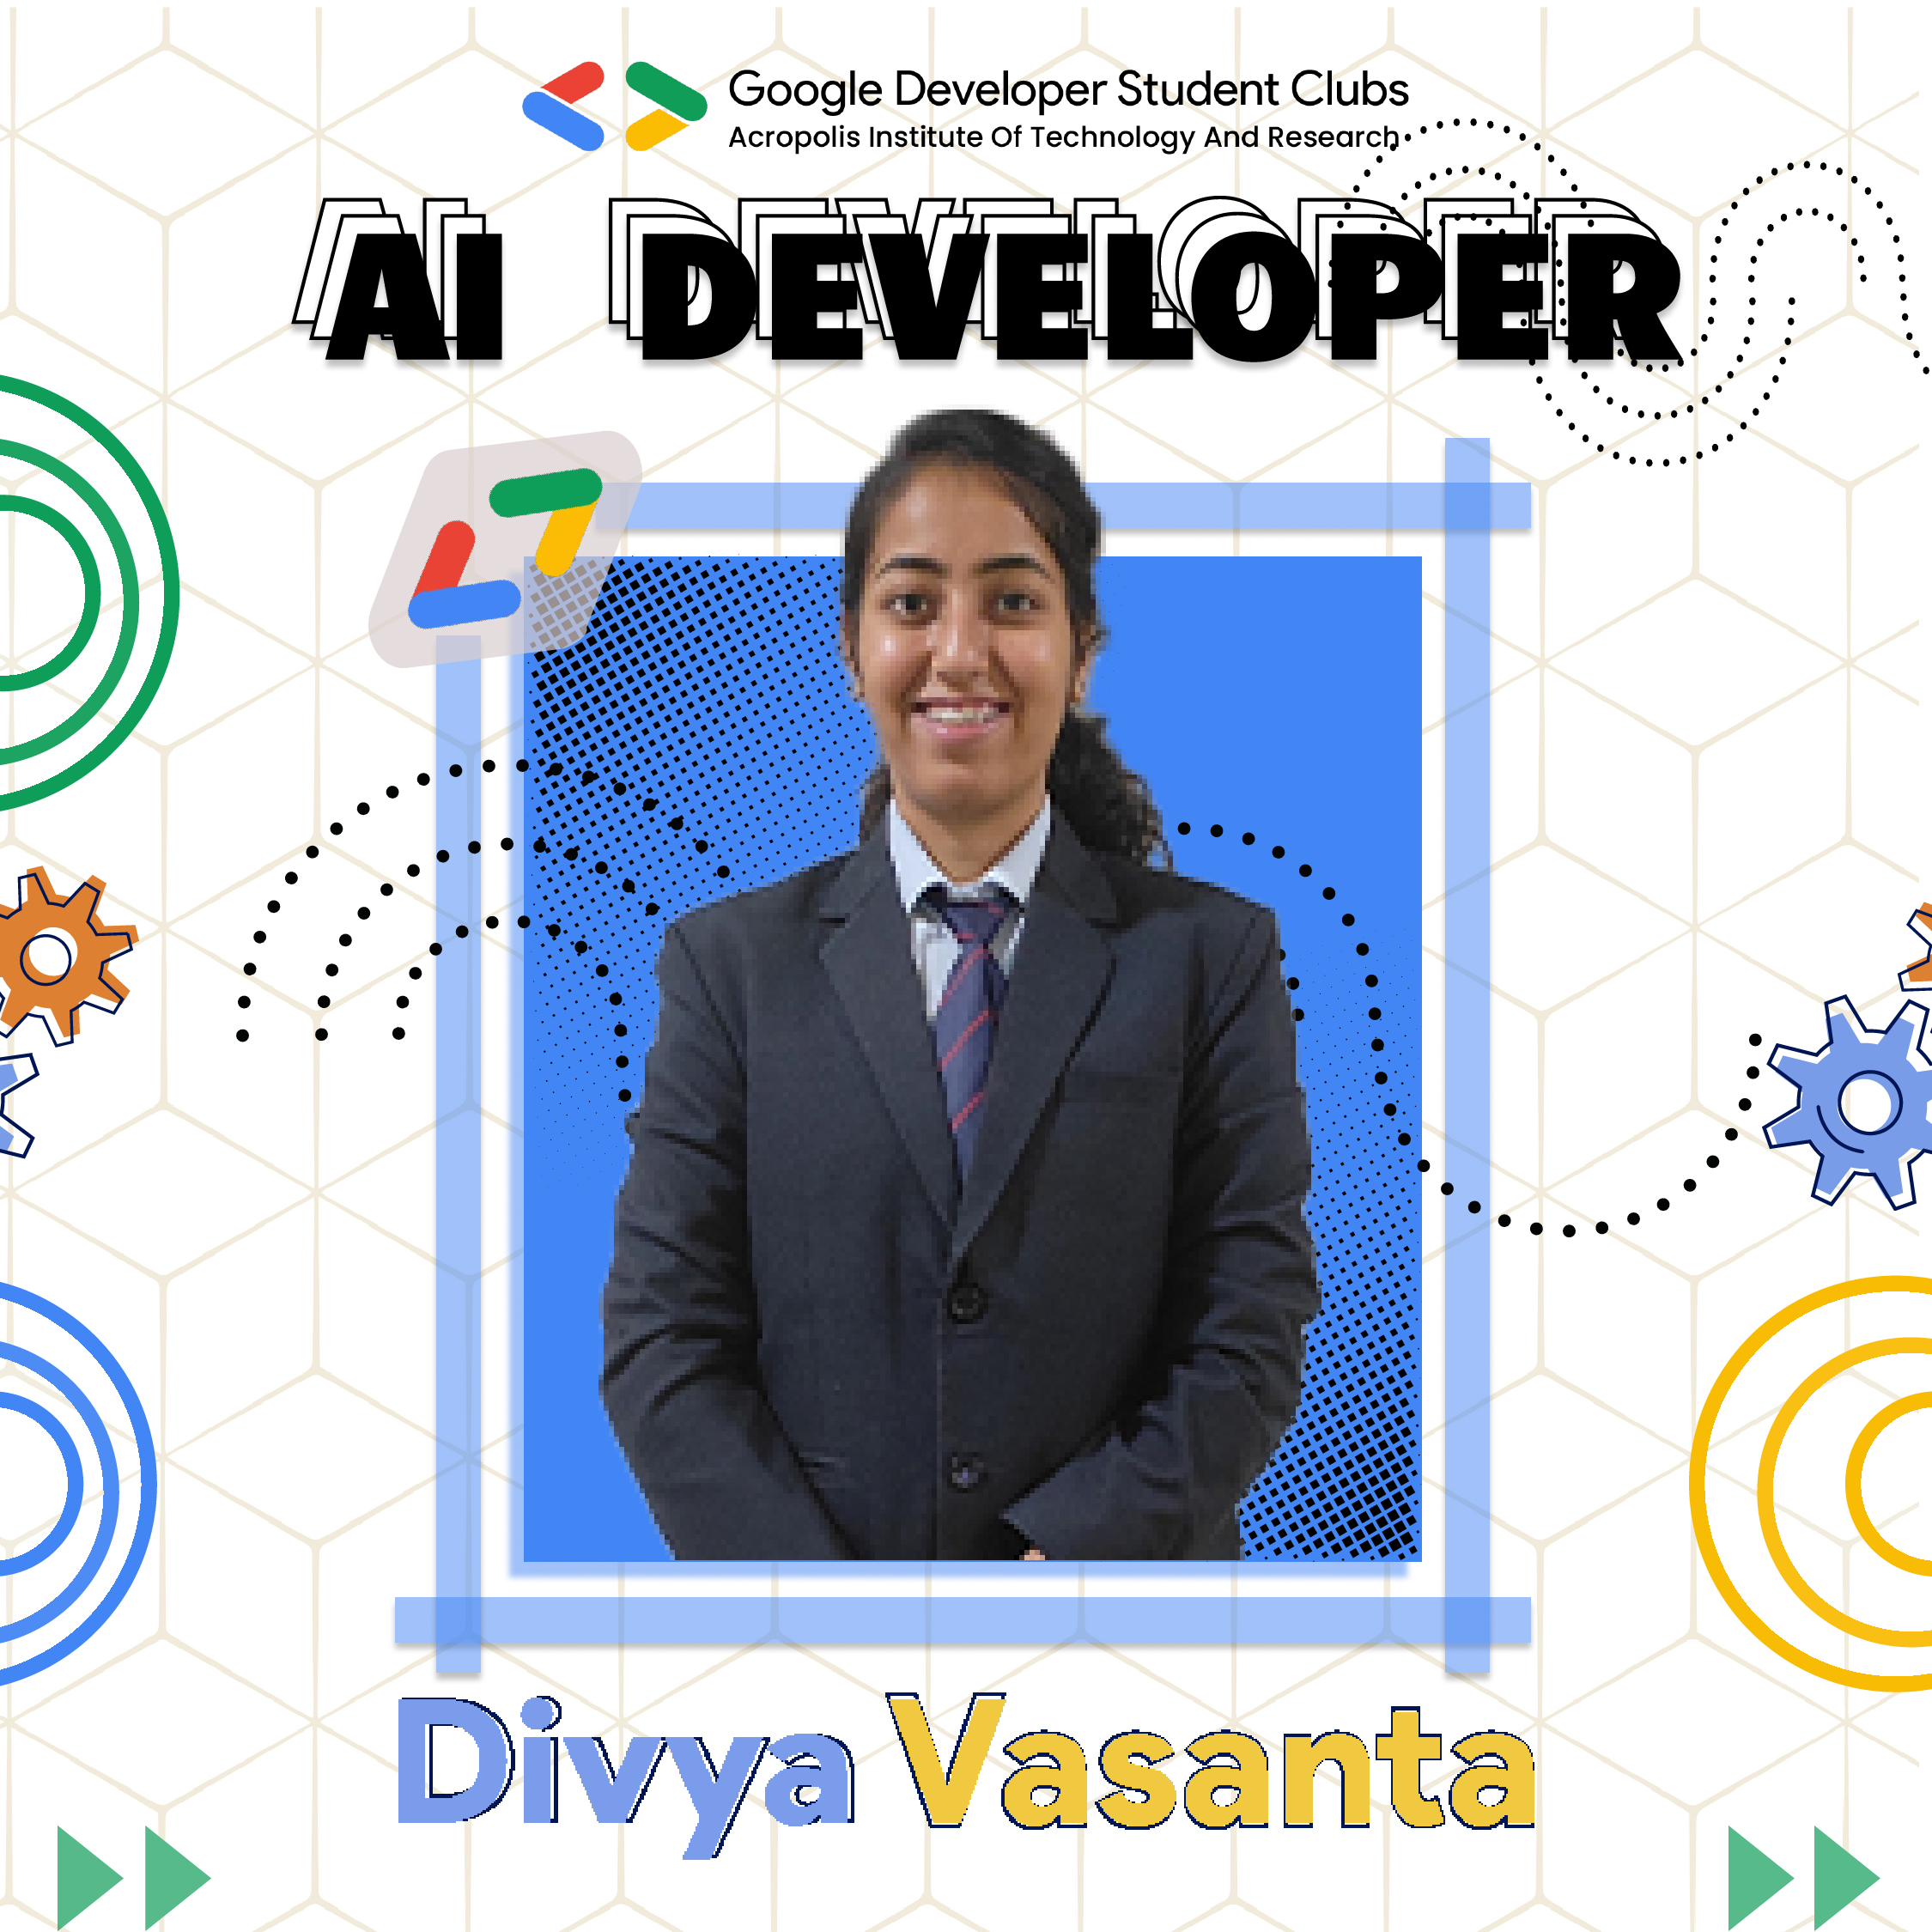 Google Developer Student Clubs
Acropolis Institute Of Technology And Research
AI DEVELOPER
Divya Vasanta